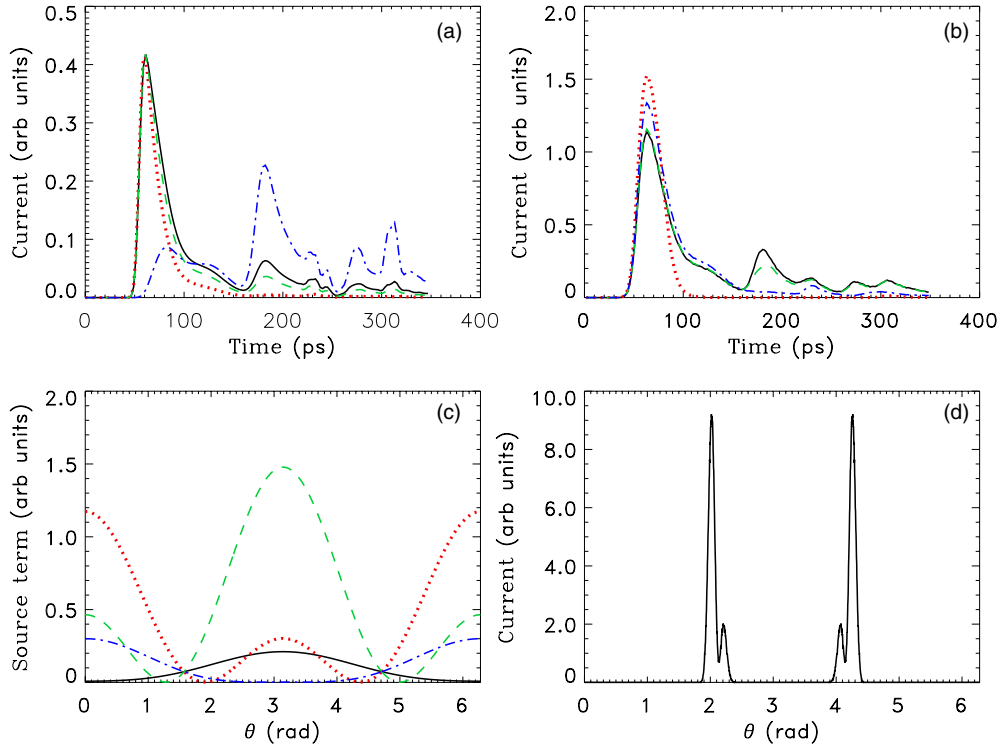 (a)
Current (arb units)
0.5
0.4
0.3
0.2
0.1
0.0
0 100 200 300 400
Time (ps)
(b)
Current (arb units)
2.0
1.5
1.0
0.5
0
0 100 200 300 400
Time (ps)
(c)
Source term (arb units)
2.0
1.5
1.0
0.5
0
0 1 2 3 4 5 6
θ (rad)
(d)
Current (arb units)
10.0
8.0
6.0
4.0
2.0
0
0 1 2 3 4 5 6
θ (rad)